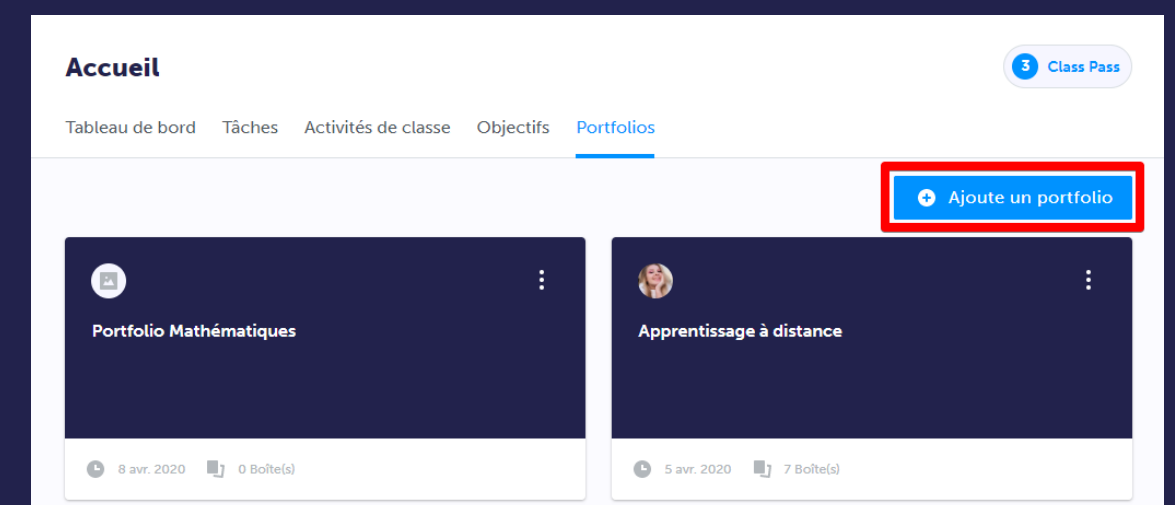 Accueil
3 Class Pass
Tableau de bord Tâches Activités de classe Objectifs Portfolios
Ajoute un portfolio
Portfolio Mathématiques
Apprentissage à distance
8 avr. 2020 0 Boîte(s)
5 avr. 2020 7 Boîte(s)